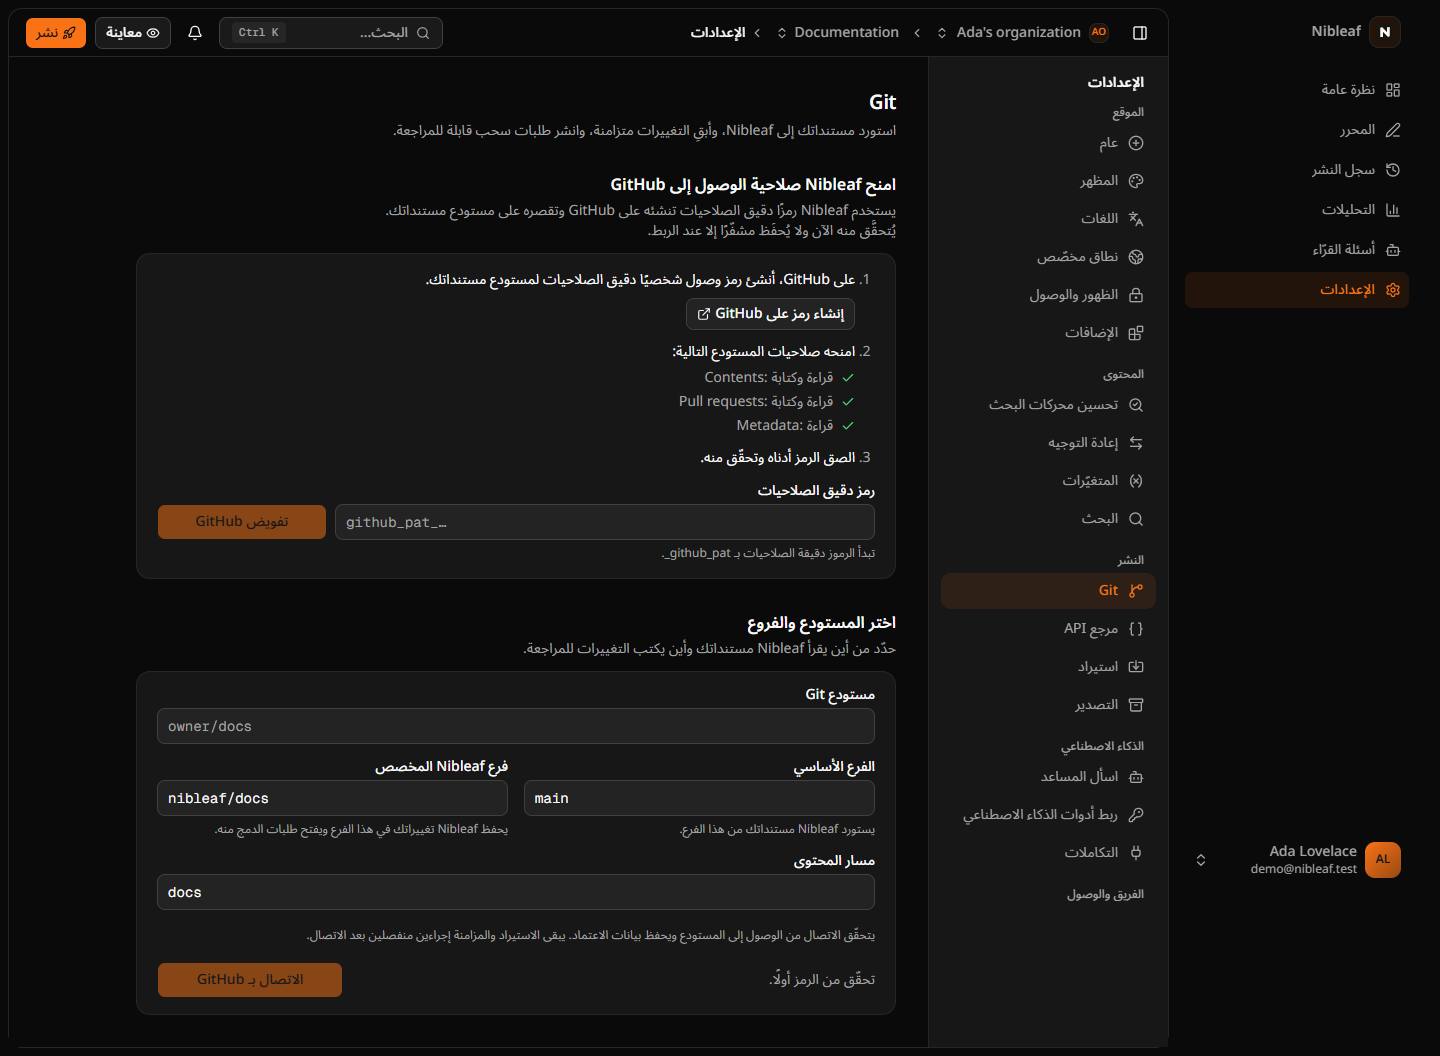 Nibleaf
N
نظرة عامة
المحرر
سجل النشر
التحليلات
أسئلة القرّاء
الإعدادات
Ada Lovelace
demo@nibleaf.test
AL
AO
Ada's organization
Documentation
الإعدادات
البحث...
Ctrl K
معاينة
نشر
الإعدادات
الموقع
عام
المظهر
اللغات
نطاق مخصّص
الظهور والوصول
الإضافات
المحتوى
تحسين محركات البحث
إعادة التوجيه
المتغيّرات
البحث
النشر
Git
مرجع API
استيراد
التصدير
الذكاء الاصطناعي
اسأل المساعد
ربط أدوات الذكاء الاصطناعي
التكاملات
الفريق والوصول
Git
استورد مستنداتك إلى Nibleaf، وأبقِ التغييرات متزامنة، وانشر طلبات سحب قابلة للمراجعة.
امنح Nibleaf صلاحية الوصول إلى GitHub
يستخدم Nibleaf رمزًا دقيق الصلاحيات تنشئه على GitHub وتقصره على مستودع مستنداتك.
يُتحقَّق منه الآن ولا يُحفَظ مشفّرًا إلا عند الربط.
1. على GitHub، أنشئ رمز وصول شخصيًا دقيق الصلاحيات لمستودع مستنداتك.
إنشاء رمز على GitHub
2. امنحه صلاحيات المستودع التالية:
قراءة وكتابة :Contents
قراءة وكتابة :Pull requests
قراءة :Metadata
3. الصق الرمز أدناه وتحقّق منه.
رمز دقيق الصلاحيات
github_pat_…
تفويض GitHub
تبدأ الرموز دقيقة الصلاحيات بـ github_pat_.
اختر المستودع والفروع
حدّد من أين يقرأ Nibleaf مستنداتك وأين يكتب التغييرات للمراجعة.
مستودع Git
owner/docs
الفرع الأساسي
main
يستورد Nibleaf مستنداتك من هذا الفرع.
فرع Nibleaf المخصص
nibleaf/docs
يحفظ Nibleaf تغييراتك في هذا الفرع ويفتح طلبات الدمج منه.
مسار المحتوى
docs
يتحقّق الاتصال من الوصول إلى المستودع ويحفظ بيانات الاعتماد. يبقى الاستيراد والمزامنة إجراءين منفصلين بعد الاتصال.
تحقّق من الرمز أولًا.
الاتصال بـ GitHub